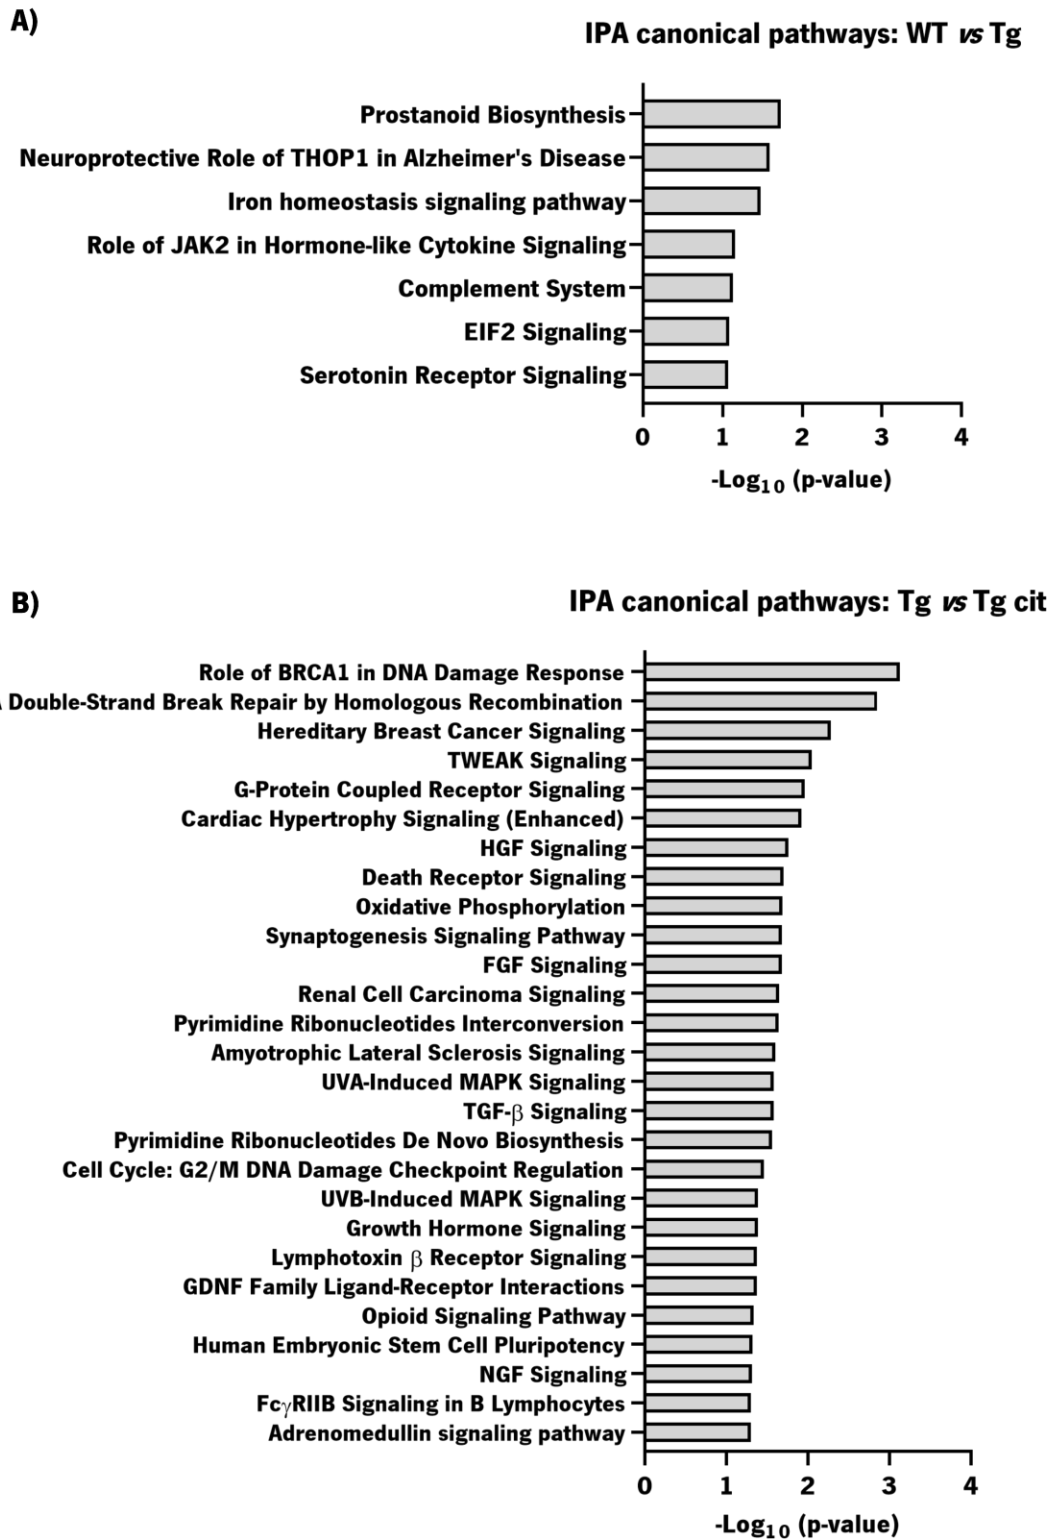 A)
IPA canonical pathways: WT vs Tg
Prostanoid Biosynthesis
Neuroprotective Role of THOP1 in Alzheimer's Disease
Iron homeostasis signaling pathway
Role of JAK2 in Hormone-like Cytokine Signaling
Complement System
EIF2 Signaling
Serotonin Receptor Signaling
0 1 2 3 4
-Log10 (p-value)
B)
IPA canonical pathways: Tg vs Tg cit
Role of BRCA1 in DNA Damage Response
Double-Strand Break Repair by Homologous Recombination
Hereditary Breast Cancer Signaling
TWEAK Signaling
G-Protein Coupled Receptor Signaling
Cardiac Hypertrophy Signaling (Enhanced)
HGF Signaling
Death Receptor Signaling
Oxidative Phosphorylation
Synaptogenesis Signaling Pathway
FGF Signaling
Renal Cell Carcinoma Signaling
Pyrimidine Ribonucleotides Interconversion
Amyotrophic Lateral Sclerosis Signaling
UVA-Induced MAPK Signaling
TGF-β Signaling
Pyrimidine Ribonucleotides De Novo Biosynthesis
Cell Cycle: G2/M DNA Damage Checkpoint Regulation
UVB-Induced MAPK Signaling
Growth Hormone Signaling
Lymphotoxin β Receptor Signaling
GDNF Family Ligand-Receptor Interactions
Opioid Signaling Pathway
Human Embryonic Stem Cell Pluripotency
NGF Signaling
FcγRIIB Signaling in B Lymphocytes
Adrenomedullin signaling pathway
0 1 2 3 4
-Log10 (p-value)